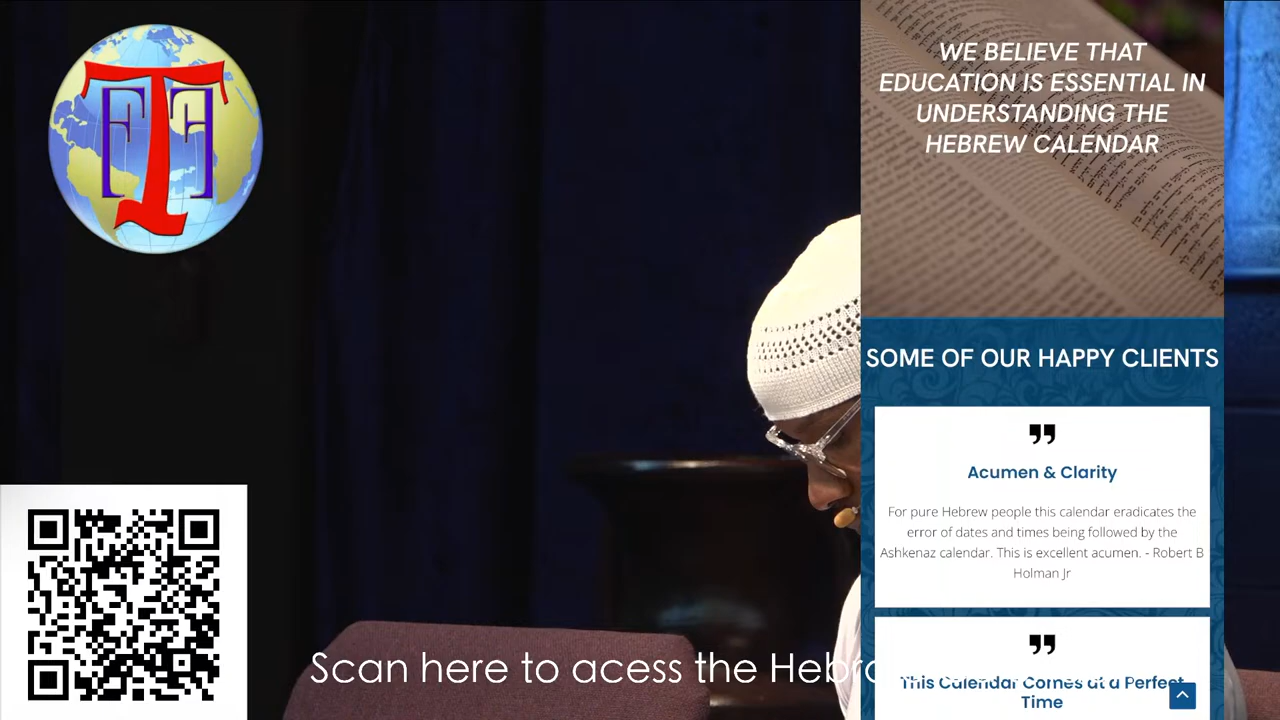 FTF
WE BELIEVE THAT
EDUCATION IS ESSENTIAL IN
UNDERSTANDING THE
HEBREW CALENDAR
SOME OF OUR HAPPY CLIENTS
Acumen & Clarity
For pure Hebrew people this calendar eradicates the
error of dates and times being followed by the
Ashkenaz calendar. This is excellent acumen. - Robert B
Holman Jr
This Calendar Comes at a Perfect
Time
Scan here to acess the Hebr